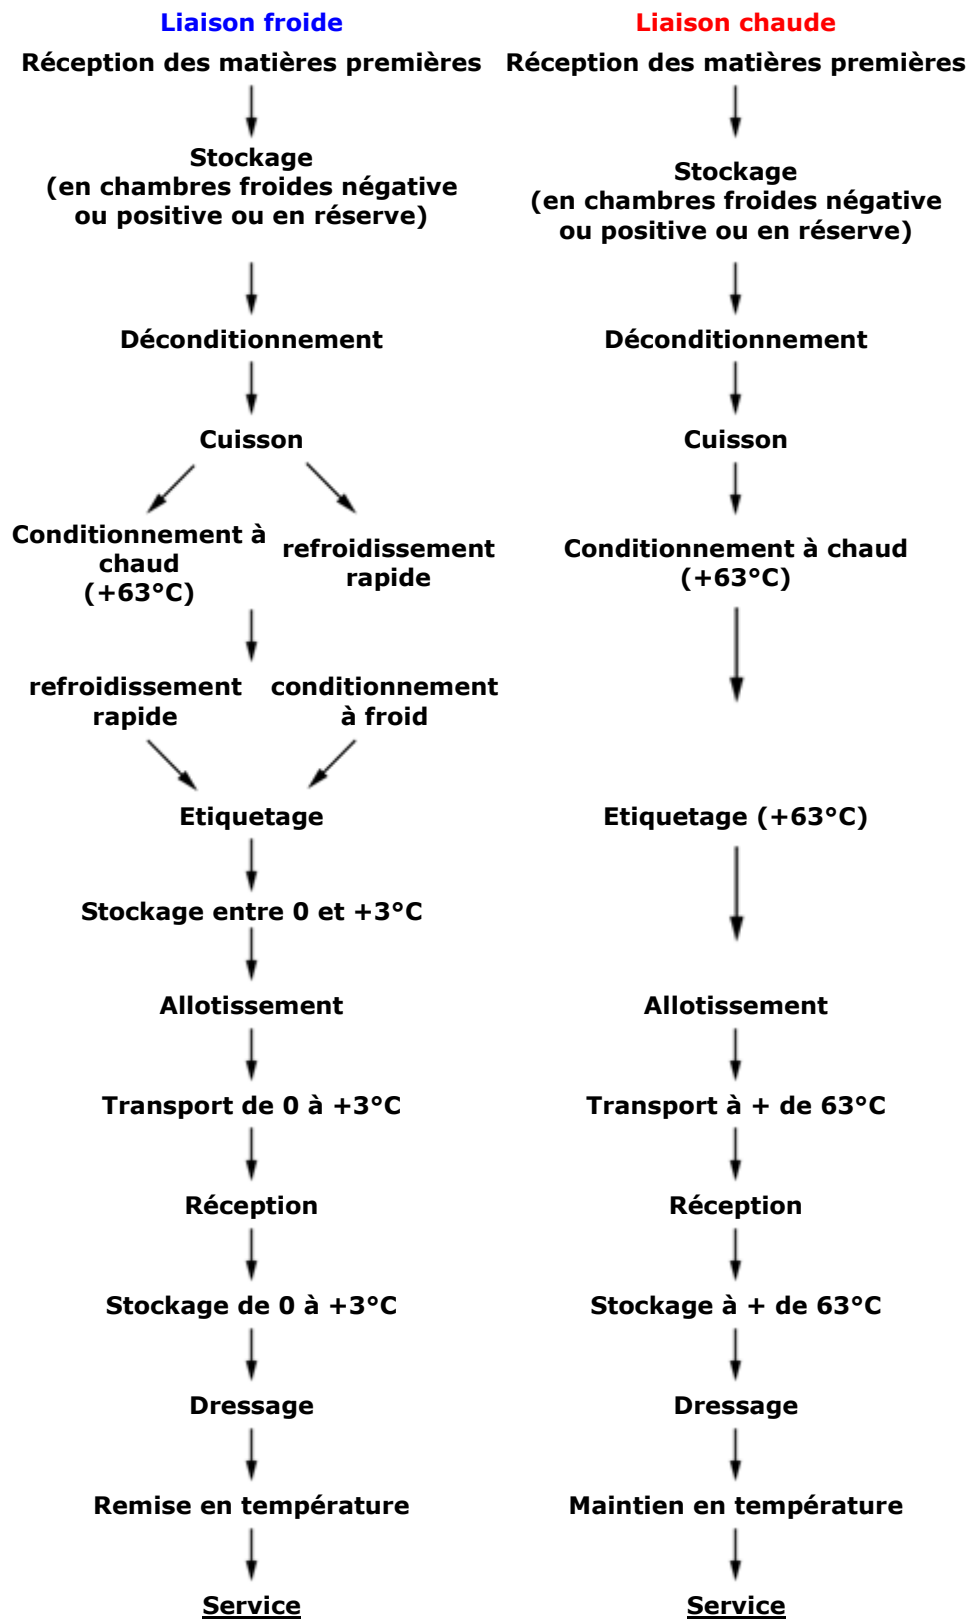 Liaison froide
Réception des matières premières
Stockage
(en chambres froides négative
ou positive ou en réserve)
Déconditionnement
Cuisson
Conditionnement à
chaud
(+63°C)
refroidissement
rapide
refroidissement
rapide
conditionnement
à froid
Etiquetage
Stockage entre 0 et +3°C
Allotissement
Transport de 0 à +3°C
Réception
Stockage de 0 à +3°C
Dressage
Remise en température
Service
Liaison chaude
Réception des matières premières
Stockage
(en chambres froides négative
ou positive ou en réserve)
Déconditionnement
Cuisson
Conditionnement à chaud
(+63°C)
Etiquetage (+63°C)
Allotissement
Transport à + de 63°C
Réception
Stockage à + de 63°C
Dressage
Maintien en température
Service